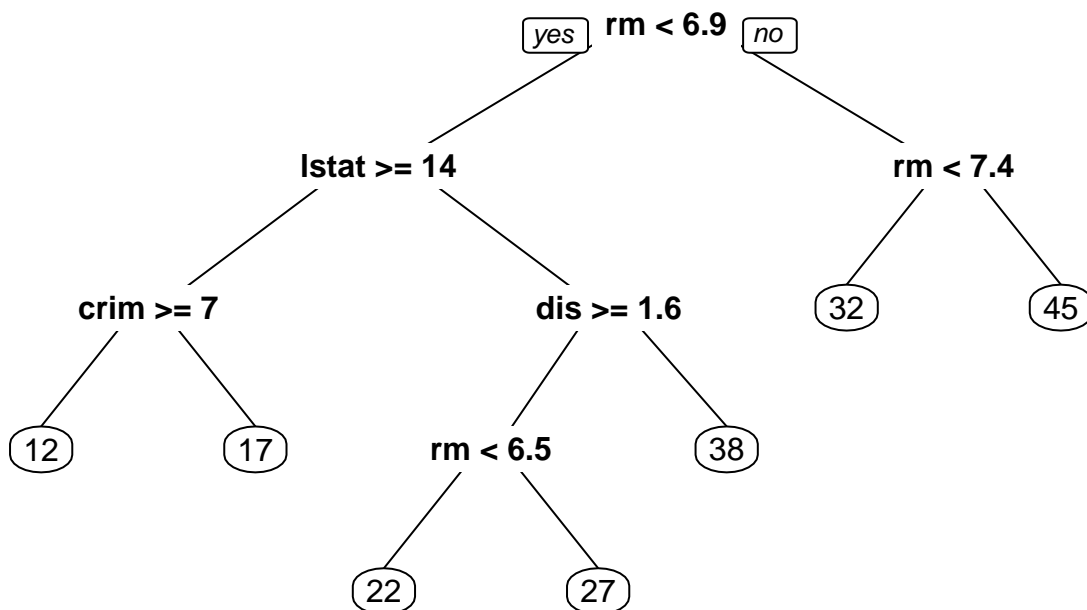 yes rm < 6.9 no
lstat >= 14 rm < 7.4
crim >= 7 dis >= 1.6 32 45
12 17 rm < 6.5 38
22 27